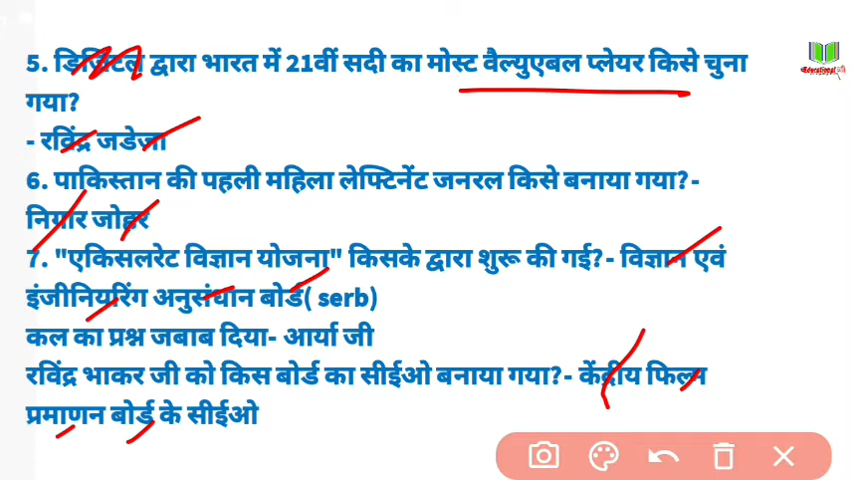 5. डिजिटल द्वारा भारत में 21वीं सदी का मोस्ट वैल्युएबल प्लेयर किसे चुना
गया?
- रविंद्र जडेज़ा
6. पाकिस्तान की पहली महिला लेफ्टिनेंट जनरल किसे बनाया गया?-
निग़ार जोहर
7. "एकिसलरेट विज्ञान योजना" किसके द्वारा शुरू की गई?- विज्ञान एवं
इंजीनियरिंग अनुसंधान बोर्ड( serb)
कल का प्रश्न जबाब दिया- आर्या जी
रविंद्र भाकर जी को किस बोर्ड का सीईओ बनाया गया?- केंद्रीय फिल्म
प्रमाणन बोर्ड के सीईओ
Educational